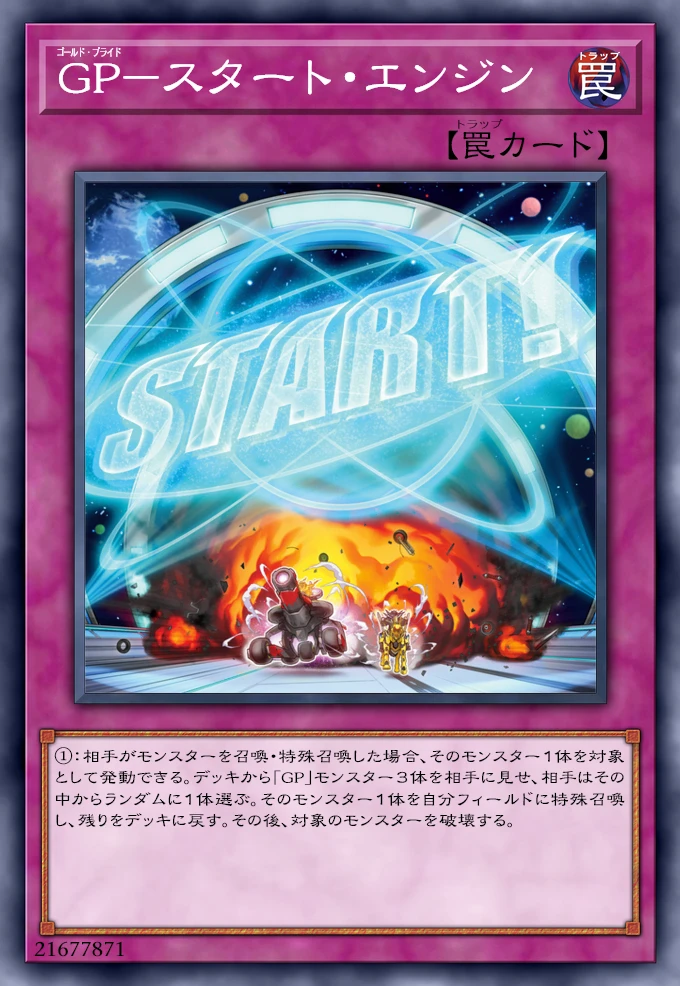 ゴールド・プライド
GP－スタート・エンジン
トラップ
罠
トラップ
【罠カード】
START!
①：相手がモンスターを召喚・特殊召喚した場合、そのモンスター１体を対象
として発動できる。デッキから「GP」モンスター３体を相手に見せ、相手はその
中からランダムに１体選ぶ。そのモンスター１体を自分フィールドに特殊召喚
し、残りをデッキに戻す。その後、対象のモンスターを破壊する。
21677871